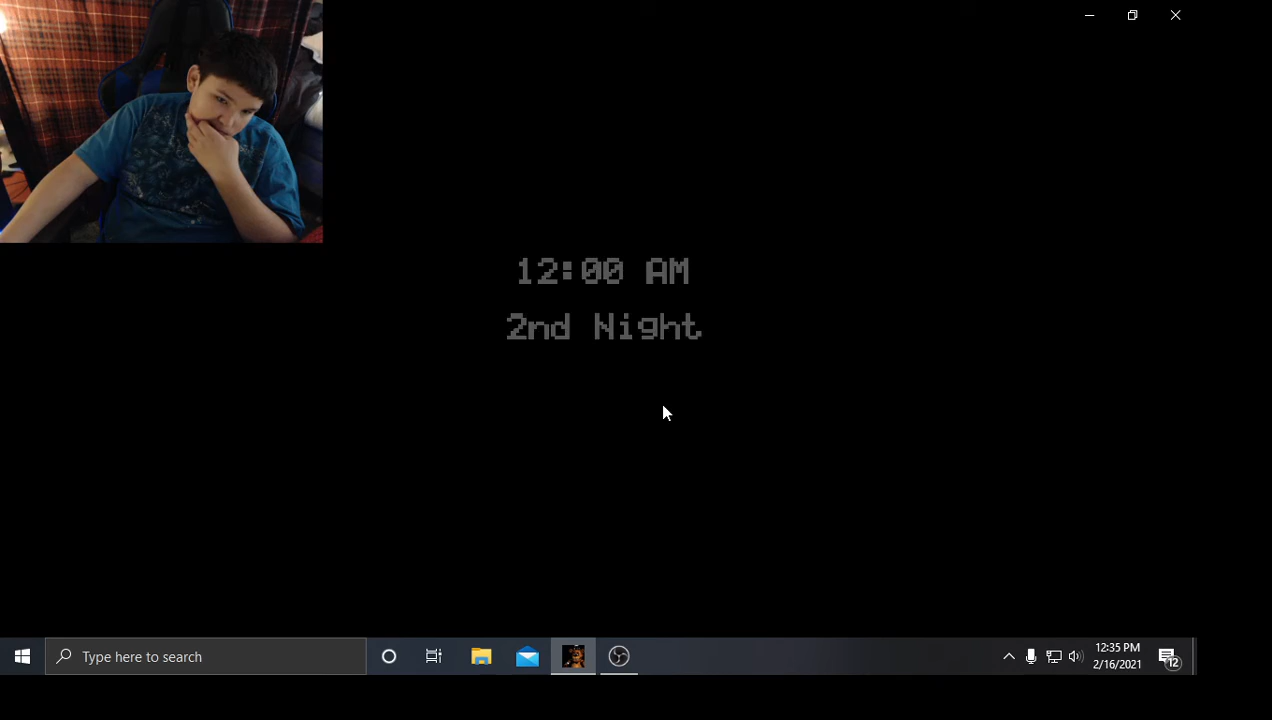 12:00 AM
2nd Night
Type here to search
12:35 PM
2/16/2021
12